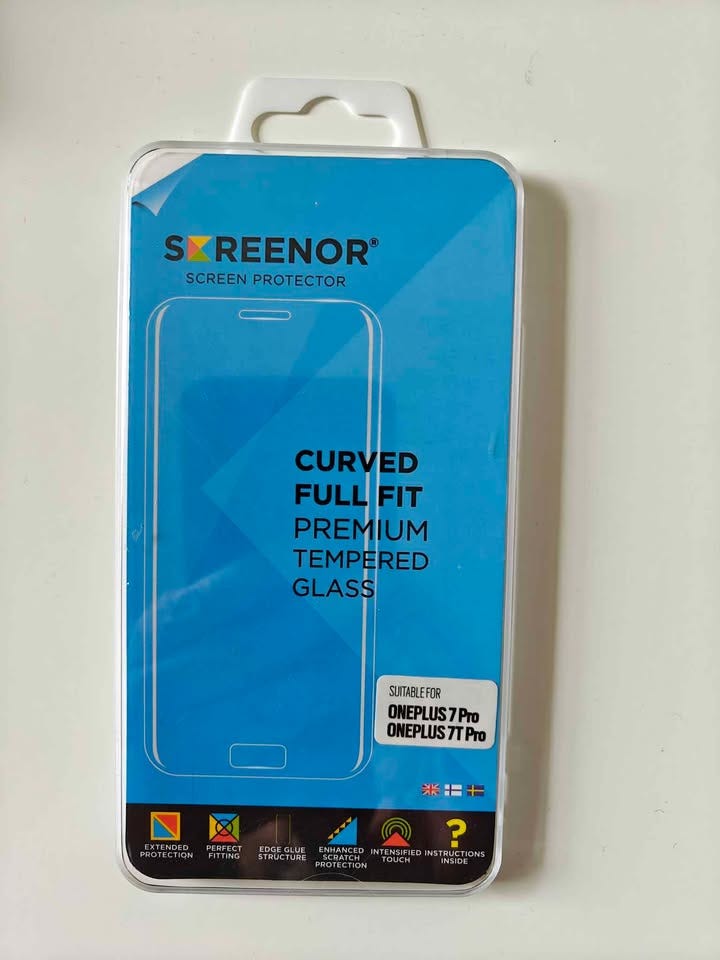 SCREENOR®
SCREEN PROTECTOR
CURVED
FULL FIT
PREMIUM
TEMPERED
GLASS
SUITABLE FOR
ONEPLUS 7 Pro
ONEPLUS 7T Pro
EXTENDED
PROTECTION
PERFECT
FITTING
EDGE GLUE
STRUCTURE
ENHANCED
SCRATCH
PROTECTION
INTENSIFIED
TOUCH
?
INSTRUCTIONS
INSIDE